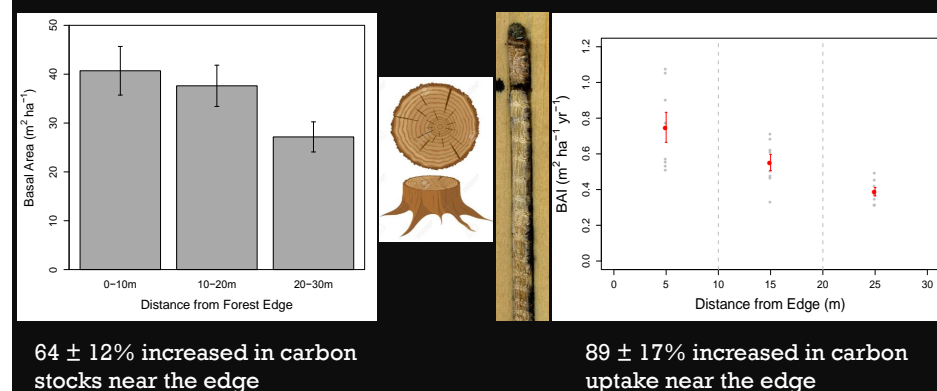 50
40
30
20
10
0
Basal Area (m² ha⁻¹)
0−10m 10−20m 20−30m
Distance from Forest Edge
1.2
1.0
0.8
0.6
0.4
0.2
0.0
BAI (m² ha⁻¹ yr⁻¹)
0 5 10 15 20 25 30
Distance from Edge (m)
64 ± 12% increased in carbon
stocks near the edge
89 ± 17% increased in carbon
uptake near the edge